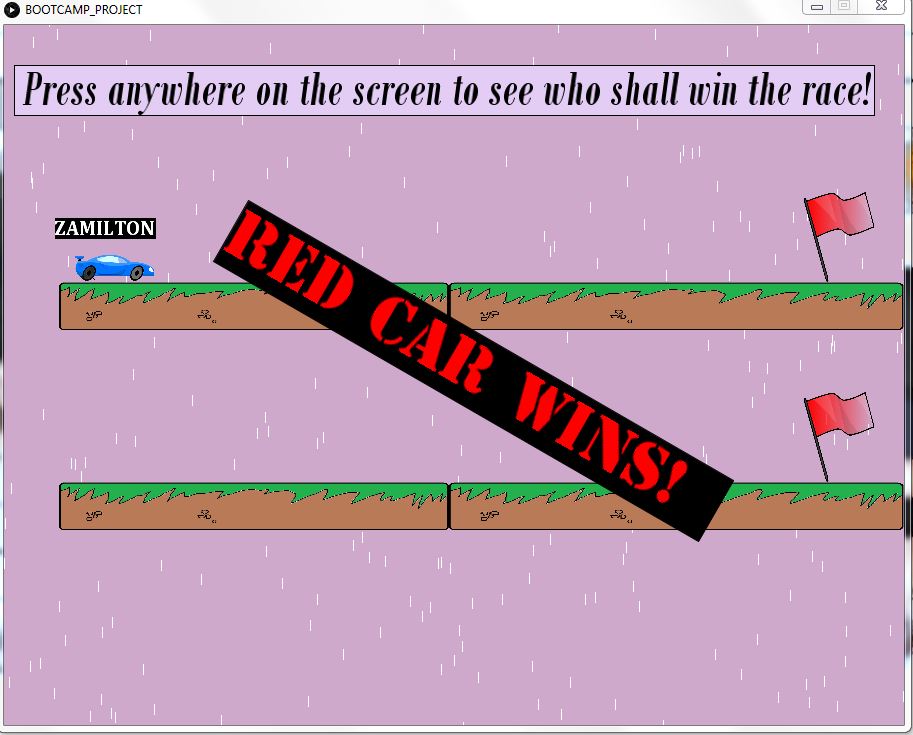 BOOTCAMP_PROJECT
Press anywhere on the screen to see who shall win the race!
ZAMILTON
RED CAR WINS!